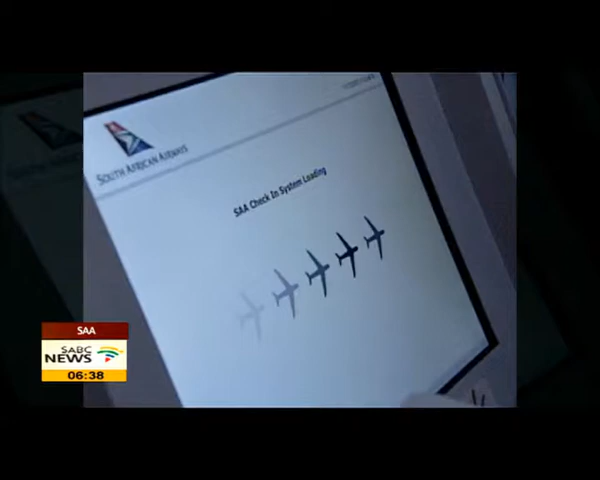 SOUTH AFRICAN AIRWAYS
SAA Check In System Loading
SAA
SABC
NEWS
06:38